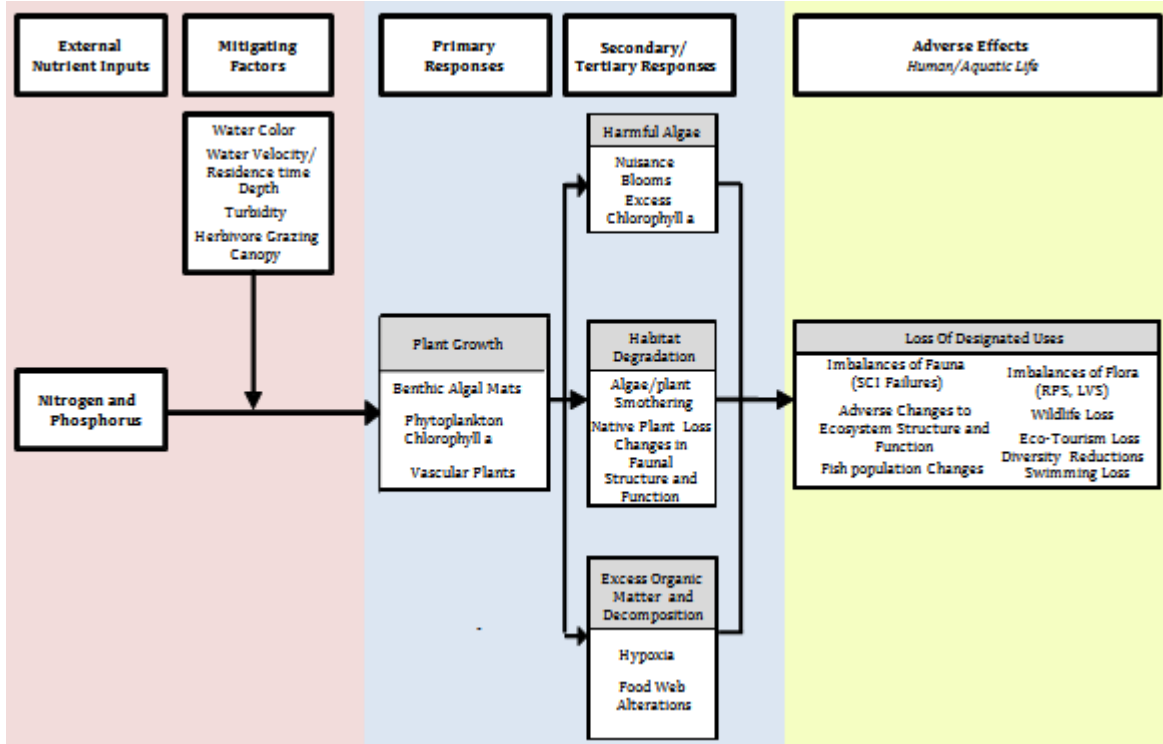 External
Nutrient Inputs
Mitigating
Factors
Primary
Responses
Secondary/
Tertiary Responses
Adverse Effects
Human/Aquatic Life
Water Color
Water Velocity/
Residence time
Depth
Turbidity
Herbivore Grazing
Canopy
Nitrogen and
Phosphorus
Plant Growth
Benthic Algal Mats
Phytoplankton
Chlorophyll a
Vascular Plants
Harmful Algae
Nuisance
Blooms
Excess
Chlorophyll a
Habitat
Degradation
Algae/plant
Smothering
Native Plant Loss
Changes in
Faunal
Structure and
Function
Excess Organic
Matter and
Decomposition
Hypoxia
Food Web
Alterations
Loss Of Designated Uses
Imbalances of Fauna
(SCI Failures)
Adverse Changes to
Ecosystem Structure and
Function
Fish population Changes
Imbalances of Flora
(RPS, LVS)
Wildlife Loss
Eco-Tourism Loss
Diversity Reductions
Swimming Loss